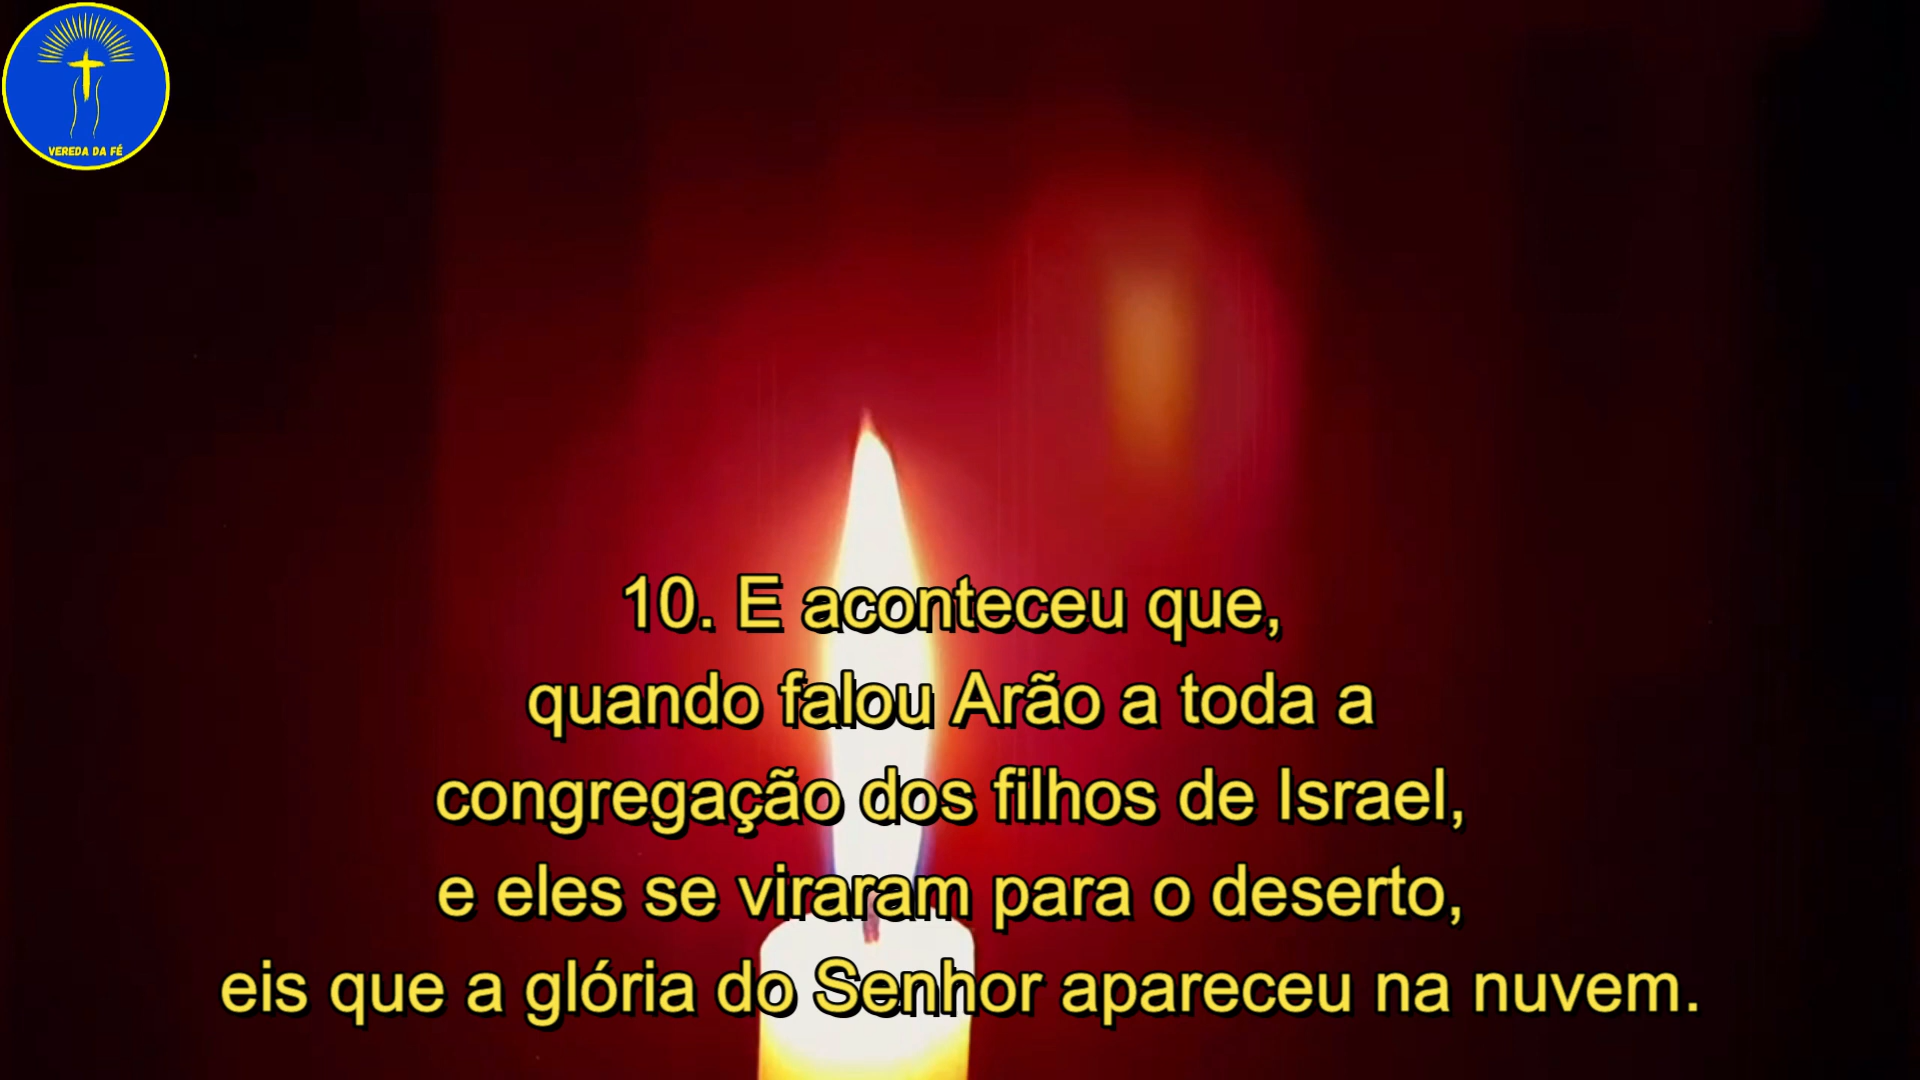 VEREDA DA FÉ
10. E aconteceu que,
quando falou Arão a toda a
congregação dos filhos de Israel,
e eles se viraram para o deserto,
eis que a glória do Senhor apareceu na nuvem.